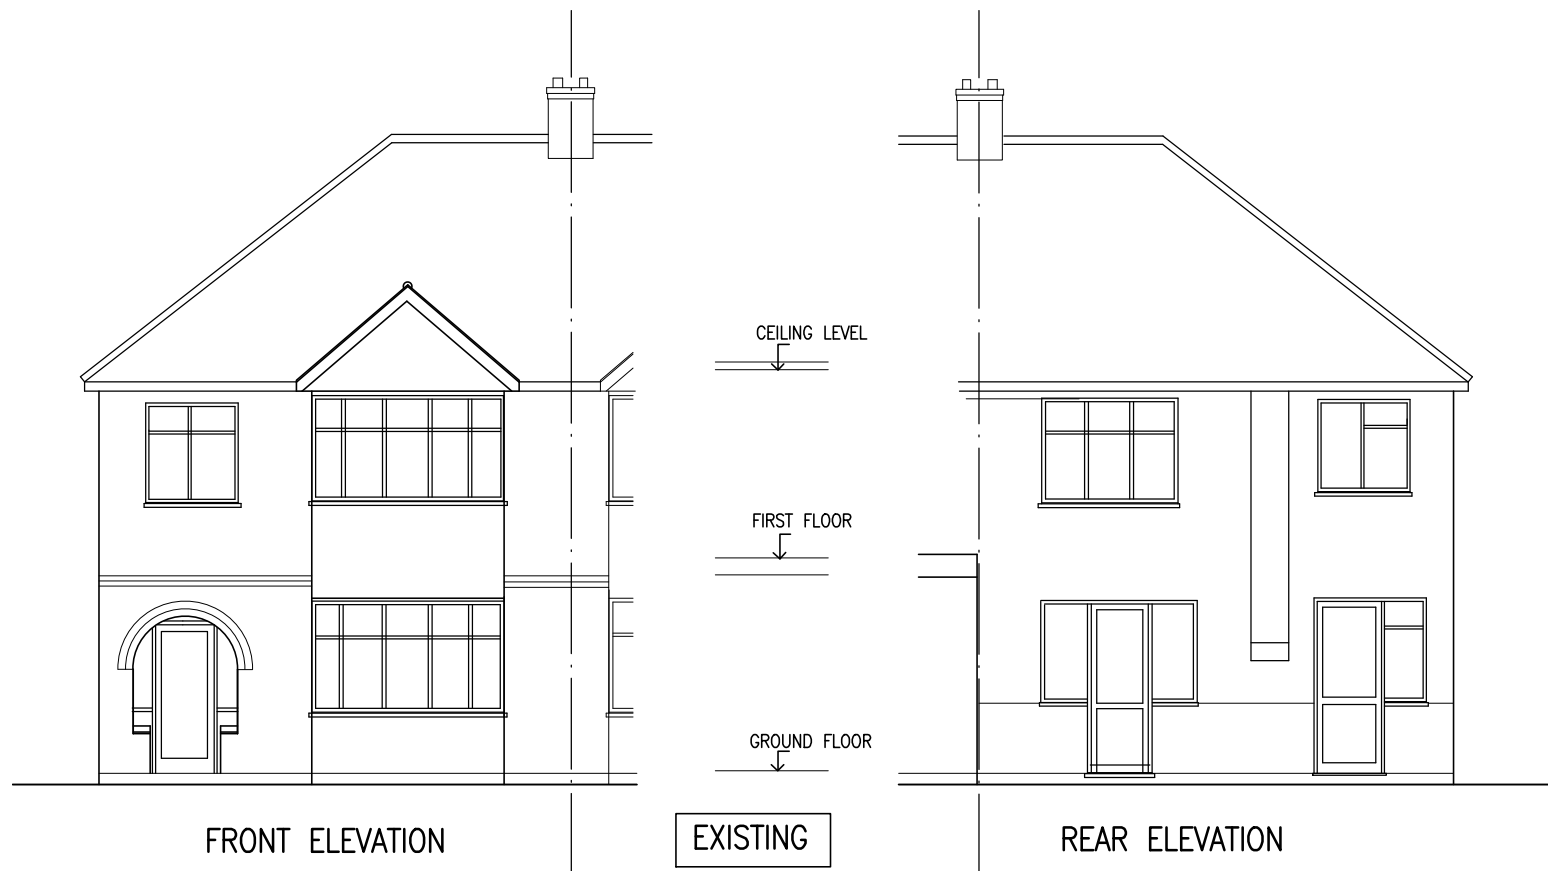 CEILING LEVEL
FIRST FLOOR
GROUND FLOOR
FRONT ELEVATION
EXISTING
REAR ELEVATION